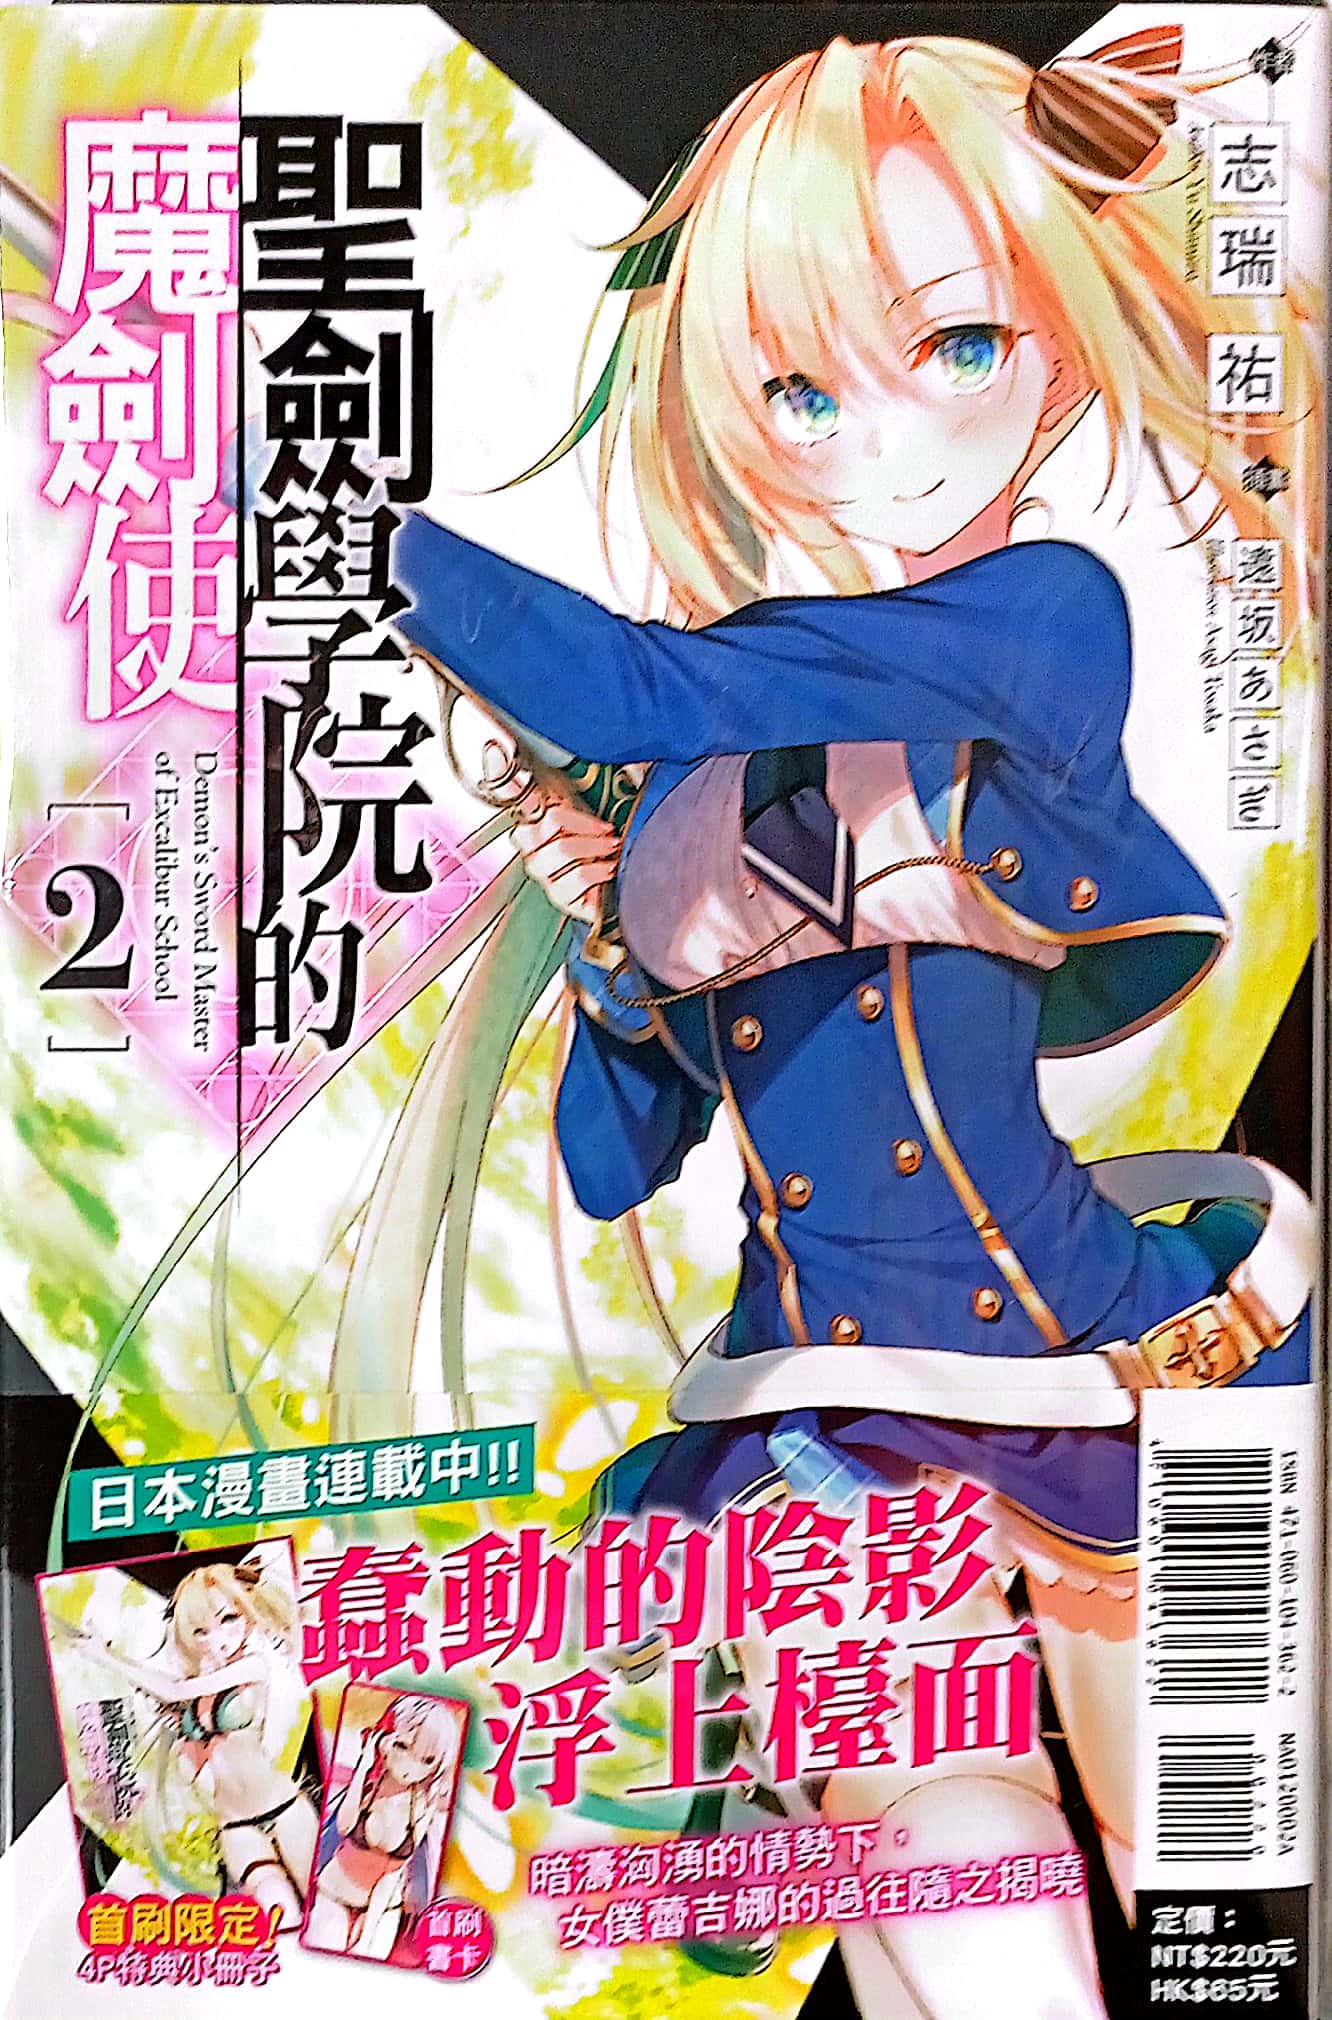 聖劍學院的
魔劍使
Demon's Sword Master
of Excalibur School
[2]
作者
志瑞祐
插畫
遠坂あさぎ
日本漫畫連載中!!
蠢動的陰影
浮上檯面
暗濤洶湧的情勢下，
女僕蕾吉娜的過往隨之揭曉
首刷限定!
4P特典小冊子
首刷
書卡
定價：
NT$220元
HK$65元